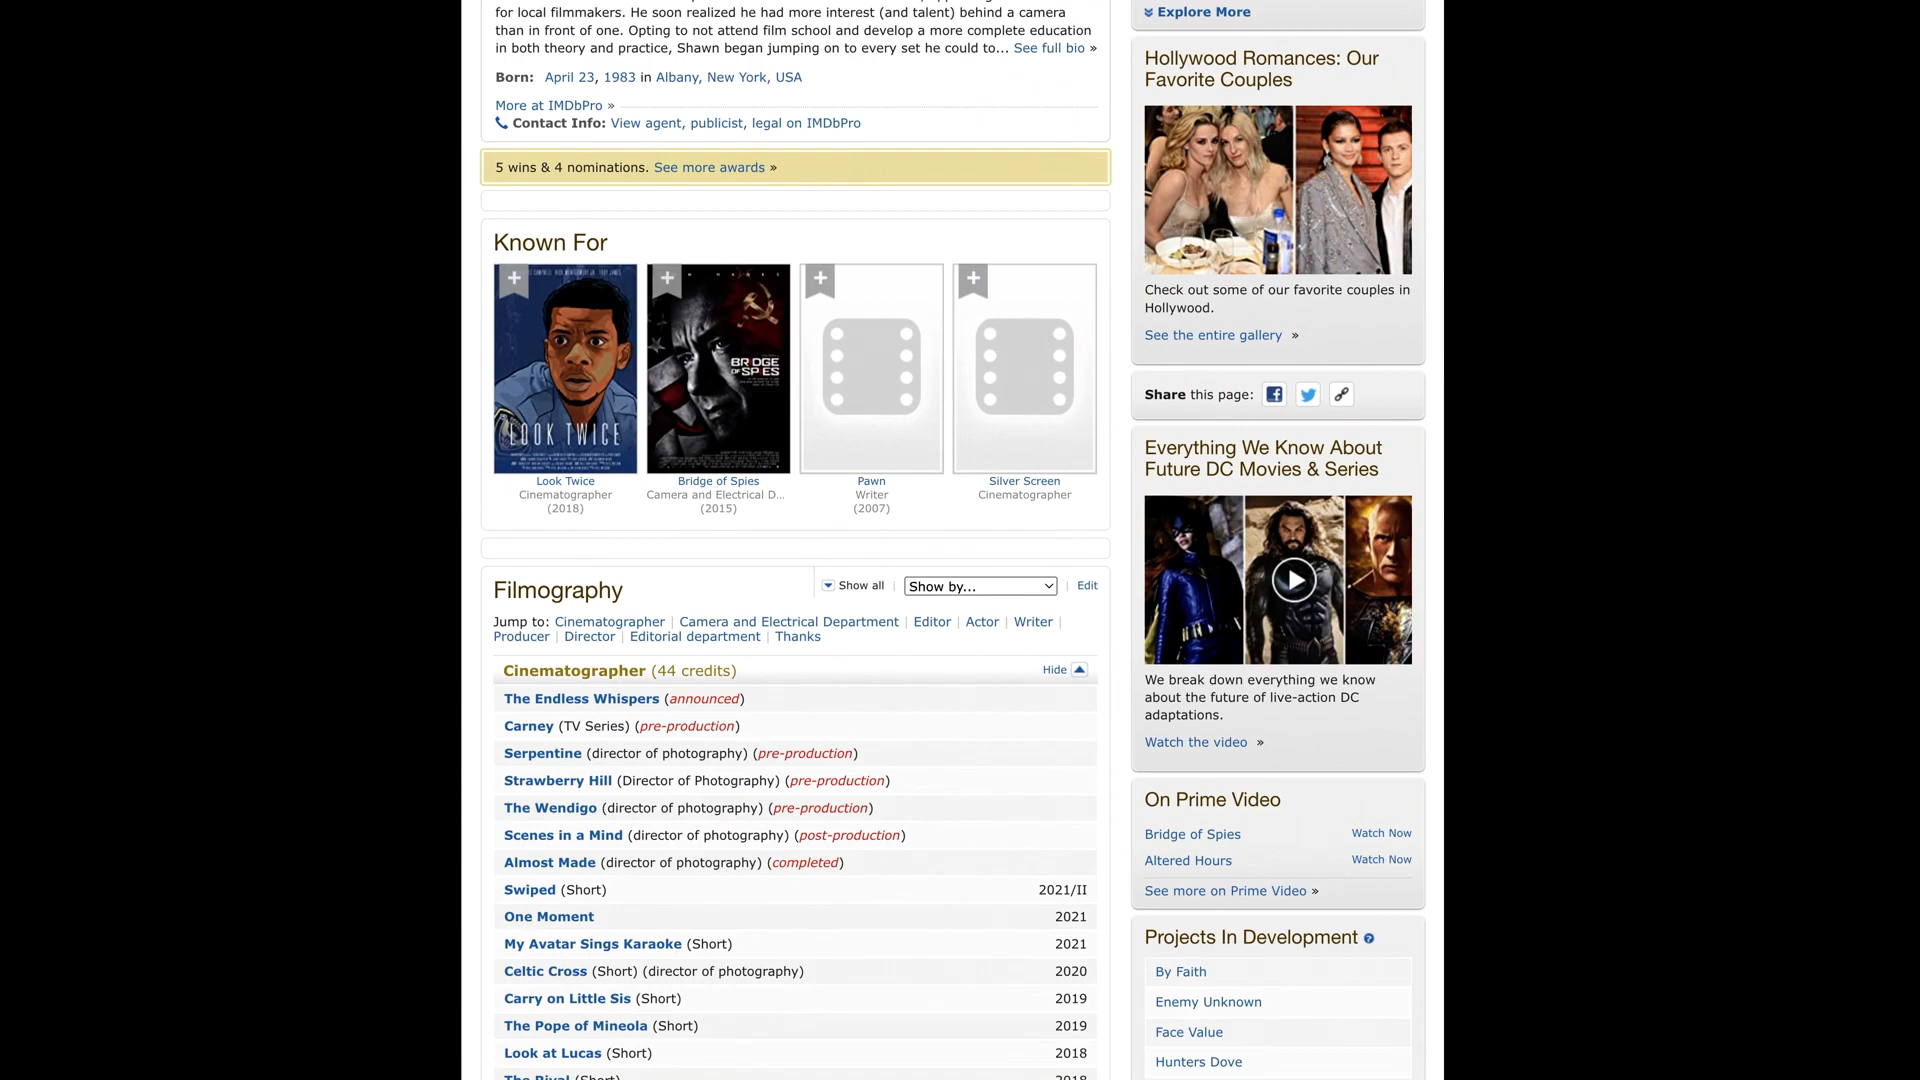 for local filmmakers. He soon realized he had more interest (and talent) behind a camera
than in front of one. Opting to not attend film school and develop a more complete education
in both theory and practice, Shawn began jumping on to every set he could to... See full bio »
Born: April 23, 1983 in Albany, New York, USA
More at IMDbPro »
Contact Info: View agent, publicist, legal on IMDbPro
5 wins & 4 nominations. See more awards »
Known For
LOOK TWICE
BRIDGE
OF SPIES
Look Twice
Cinematographer
(2018)
Bridge of Spies
Camera and Electrical D...
(2015)
Pawn
Writer
(2007)
Silver Screen
Cinematographer
Filmography
Show all | Show by... | Edit
Jump to: Cinematographer | Camera and Electrical Department | Editor | Actor | Writer |
Producer | Director | Editorial department | Thanks
Cinematographer (44 credits) Hide
The Endless Whispers (announced)
Carney (TV Series) (pre-production)
Serpentine (director of photography) (pre-production)
Strawberry Hill (Director of Photography) (pre-production)
The Wendigo (director of photography) (pre-production)
Scenes in a Mind (director of photography) (post-production)
Almost Made (director of photography) (completed)
Swiped (Short) 2021/II
One Moment 2021
My Avatar Sings Karaoke (Short) 2021
Celtic Cross (Short) (director of photography) 2020
Carry on Little Sis (Short) 2019
The Pope of Mineola (Short) 2019
Look at Lucas (Short) 2018
The Rival (Short) 2018
Explore More
Hollywood Romances: Our
Favorite Couples
Check out some of our favorite couples in
Hollywood.
See the entire gallery »
Share this page:
Everything We Know About
Future DC Movies & Series
We break down everything we know
about the future of live-action DC
adaptations.
Watch the video »
On Prime Video
Bridge of Spies Watch Now
Altered Hours Watch Now
See more on Prime Video »
Projects In Development
By Faith
Enemy Unknown
Face Value
Hunters Dove